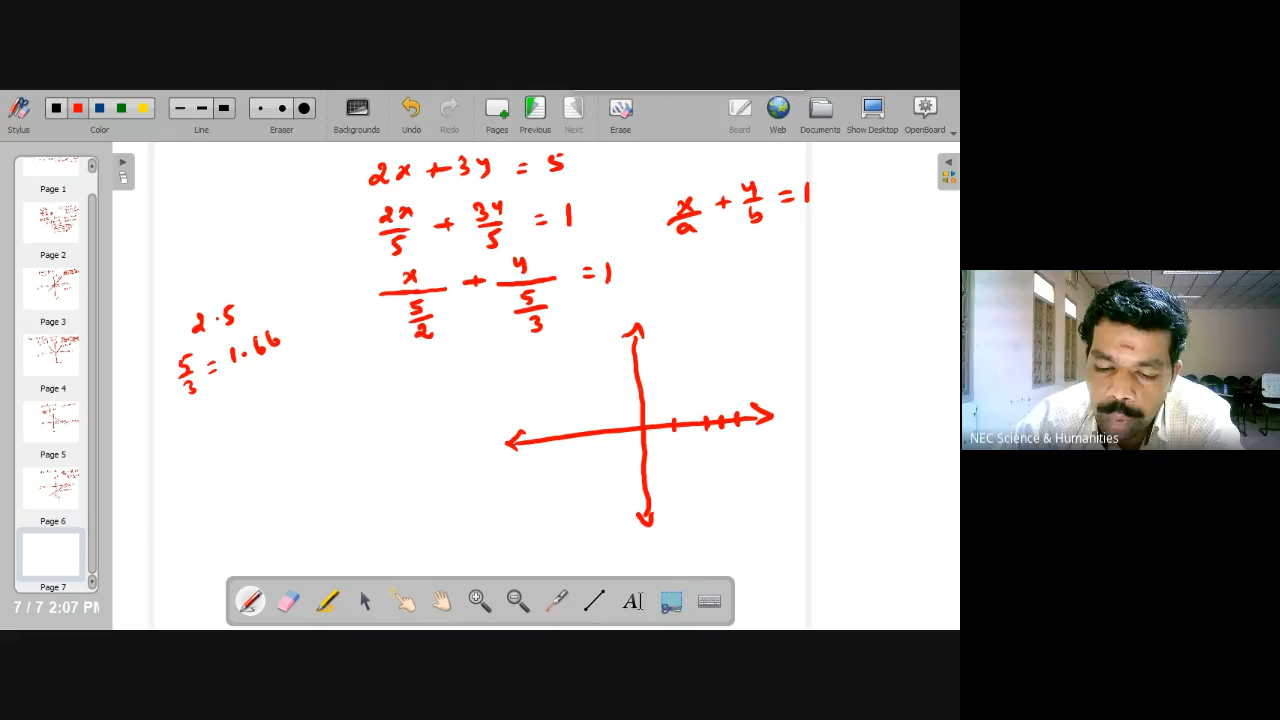 Stylus
Color
Line
Eraser
Backgrounds
Undo
Redo
Pages
Previous
Next
Erase
Board
Web
Documents
Show Desktop
OpenBoard
Page 1
Page 2
Page 3
Page 4
Page 5
Page 6
Page 7
7 / 7 2:07 PM
2x + 3y = 5
2x/5 + 3y/5 = 1
x/a + y/b = 1
x/(5/2) + y/(5/3) = 1
2.5
5/3 = 1.66
NEC Science & Humanities